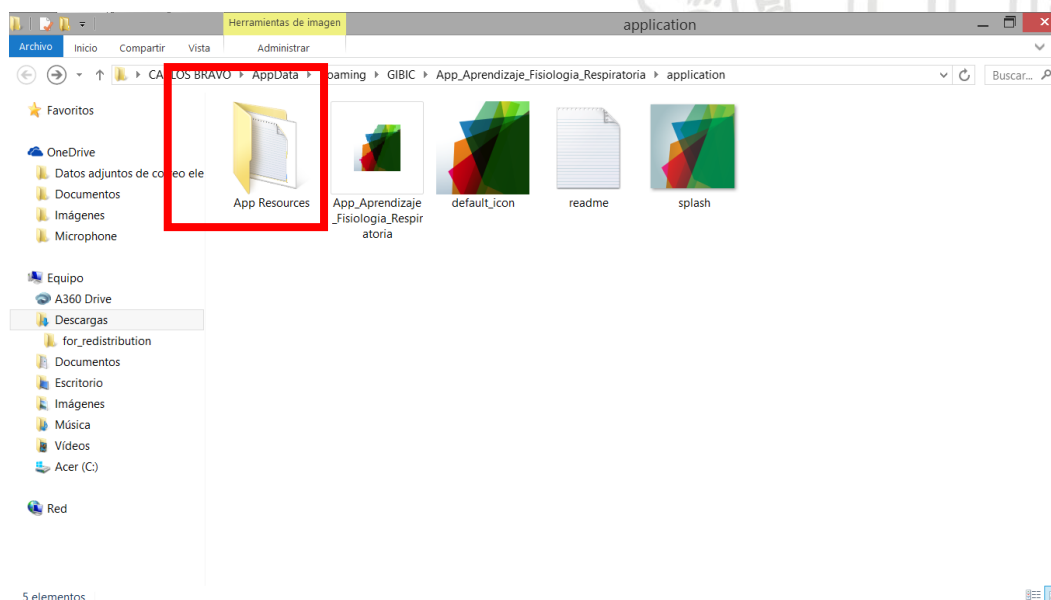 Herramientas de imagen
application
Archivo Inicio Compartir Vista Administrar
AppData GIBIC App_Aprendizaje_Fisiologia_Respiratoria application Buscar...
Favoritos
OneDrive
Datos adjuntos de correo ele
Documentos
Imágenes
Microphone
Equipo
A360 Drive
Descargas
for_redistribution
Documentos
Escritorio
Imágenes
Música
Vídeos
Acer (C:)
Red
App Resources
App_Aprendizaje
_Fisiologia_Respir
atoria
default_icon
readme
splash
5 elementos